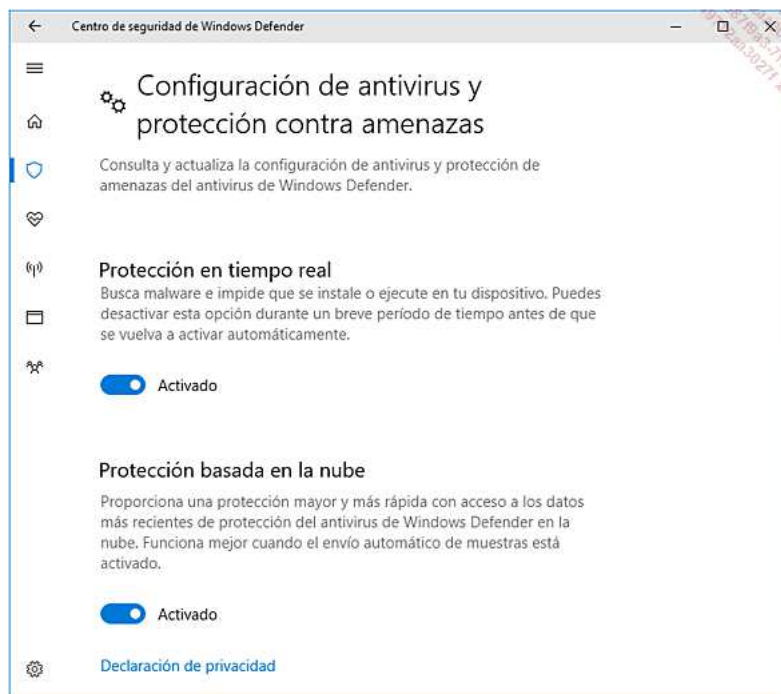 Centro de seguridad de Windows Defender
Configuración de antivirus y
protección contra amenazas
Consulta y actualiza la configuración de antivirus y protección de
amenazas del antivirus de Windows Defender.
Protección en tiempo real
Busca malware e impide que se instale o ejecute en tu dispositivo. Puedes
desactivar esta opción durante un breve período de tiempo antes de que
se vuelva a activar automáticamente.
Activado
Protección basada en la nube
Proporciona una protección mayor y más rápida con acceso a los datos
más recientes de protección del antivirus de Windows Defender en la
nube. Funciona mejor cuando el envío automático de muestras está
activado.
Activado
Declaración de privacidad